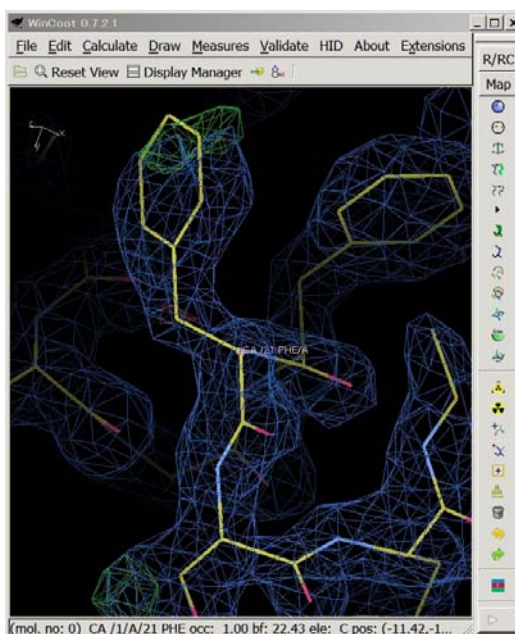 WinCoot 0.7.2.1
File Edit Calculate Draw Measures Validate HID About Extensions
R/RC
Reset View Display Manager
Map
CA /21 PHE/A
(mol. no: 0) CA /1/A/21 PHE occ: 1.00 bf: 22.43 ele: C pos: (-11.42,-1...